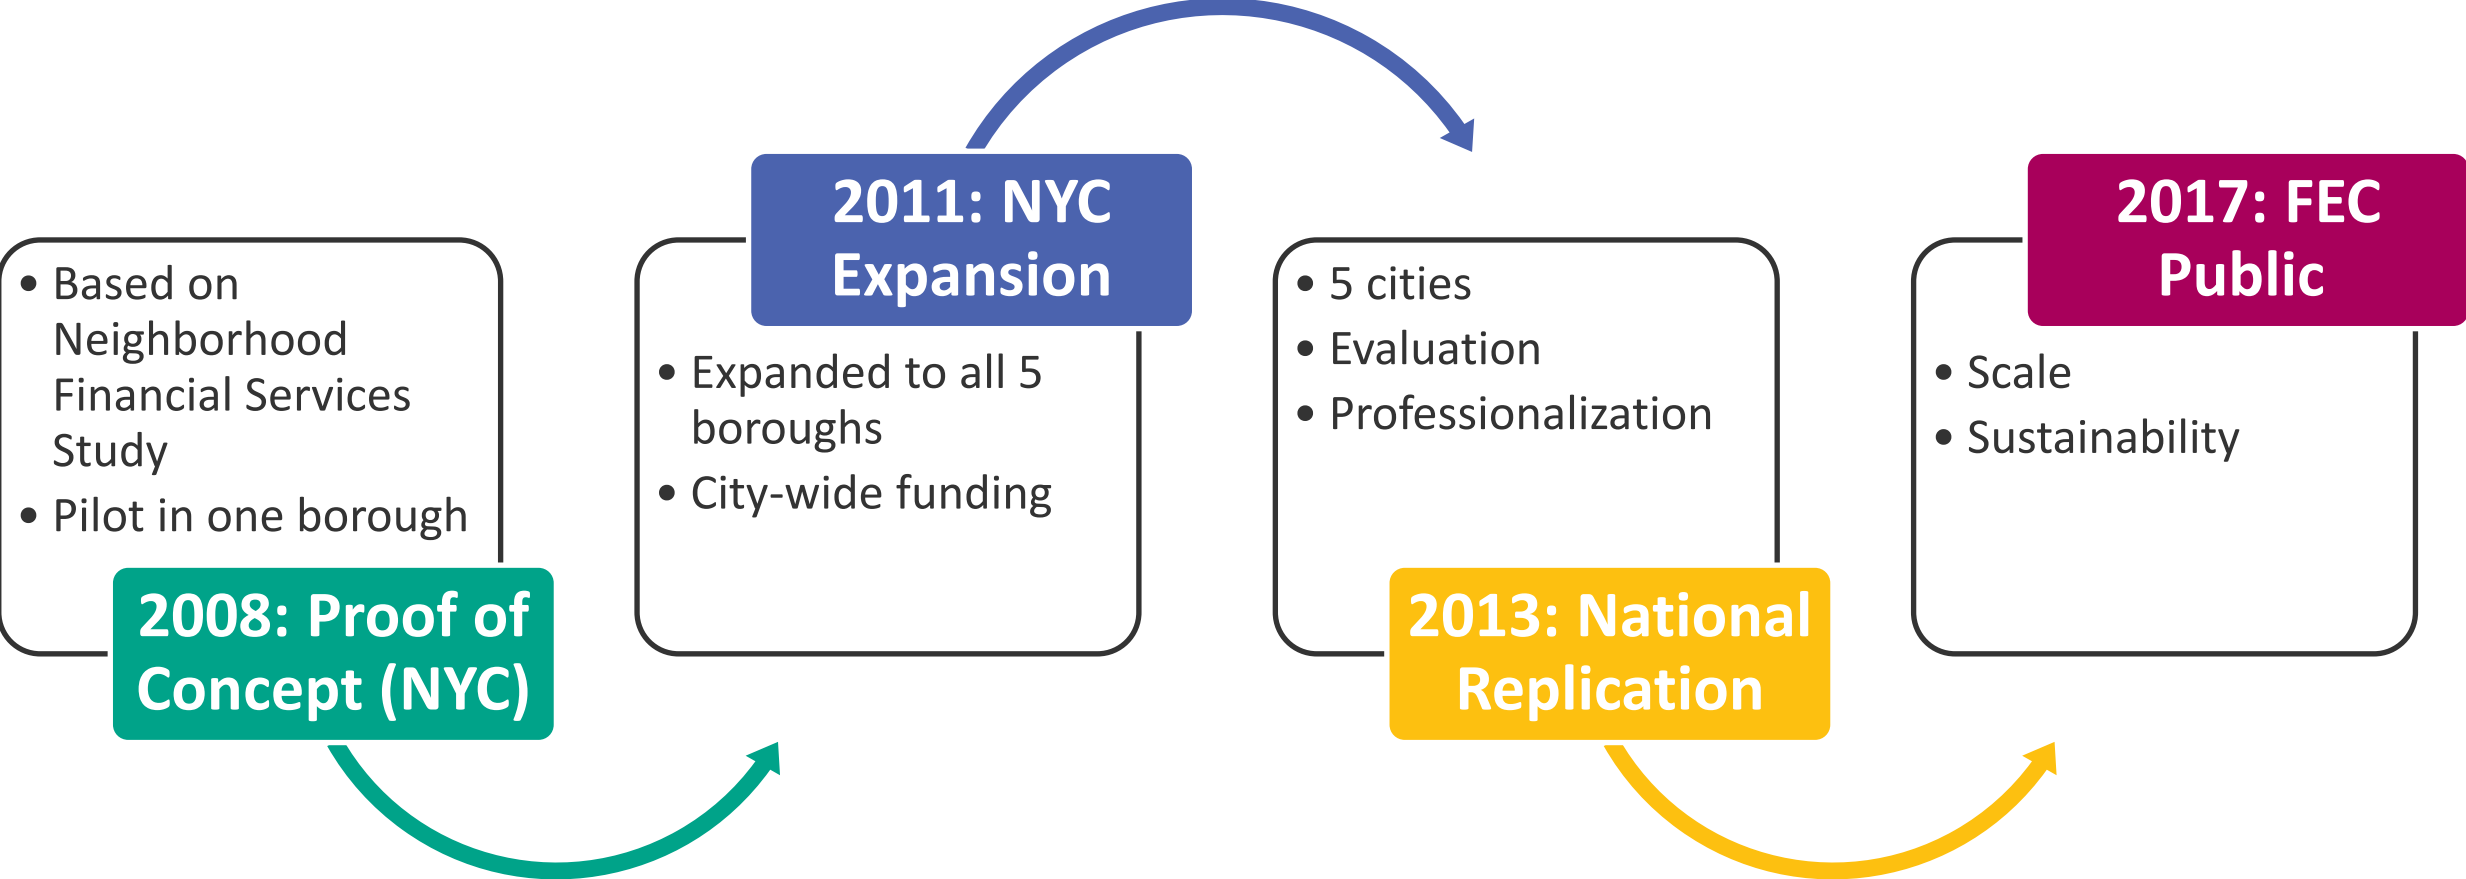 • Based on
Neighborhood
Financial Services
Study
• Pilot in one borough
2008: Proof of
Concept (NYC)
2011: NYC
Expansion
• Expanded to all 5
boroughs
• City-wide funding
• 5 cities
• Evaluation
• Professionalization
2013: National
Replication
2017: FEC
Public
• Scale
• Sustainability